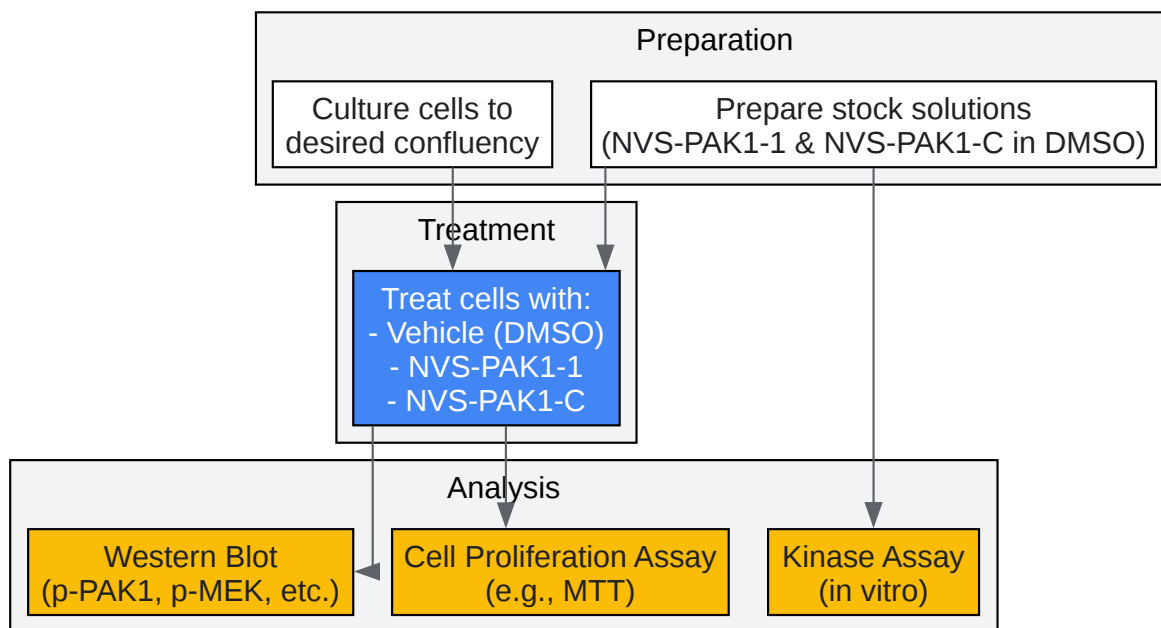 Preparation
Culture cells to
desired confluency
Prepare stock solutions
(NVS-PAK1-1 & NVS-PAK1-C in DMSO)
Treatment
Treat cells with:
- Vehicle (DMSO)
- NVS-PAK1-1
- NVS-PAK1-C
Analysis
Western Blot
(p-PAK1, p-MEK, etc.)
Cell Proliferation Assay
(e.g., MTT)
Kinase Assay
(in vitro)